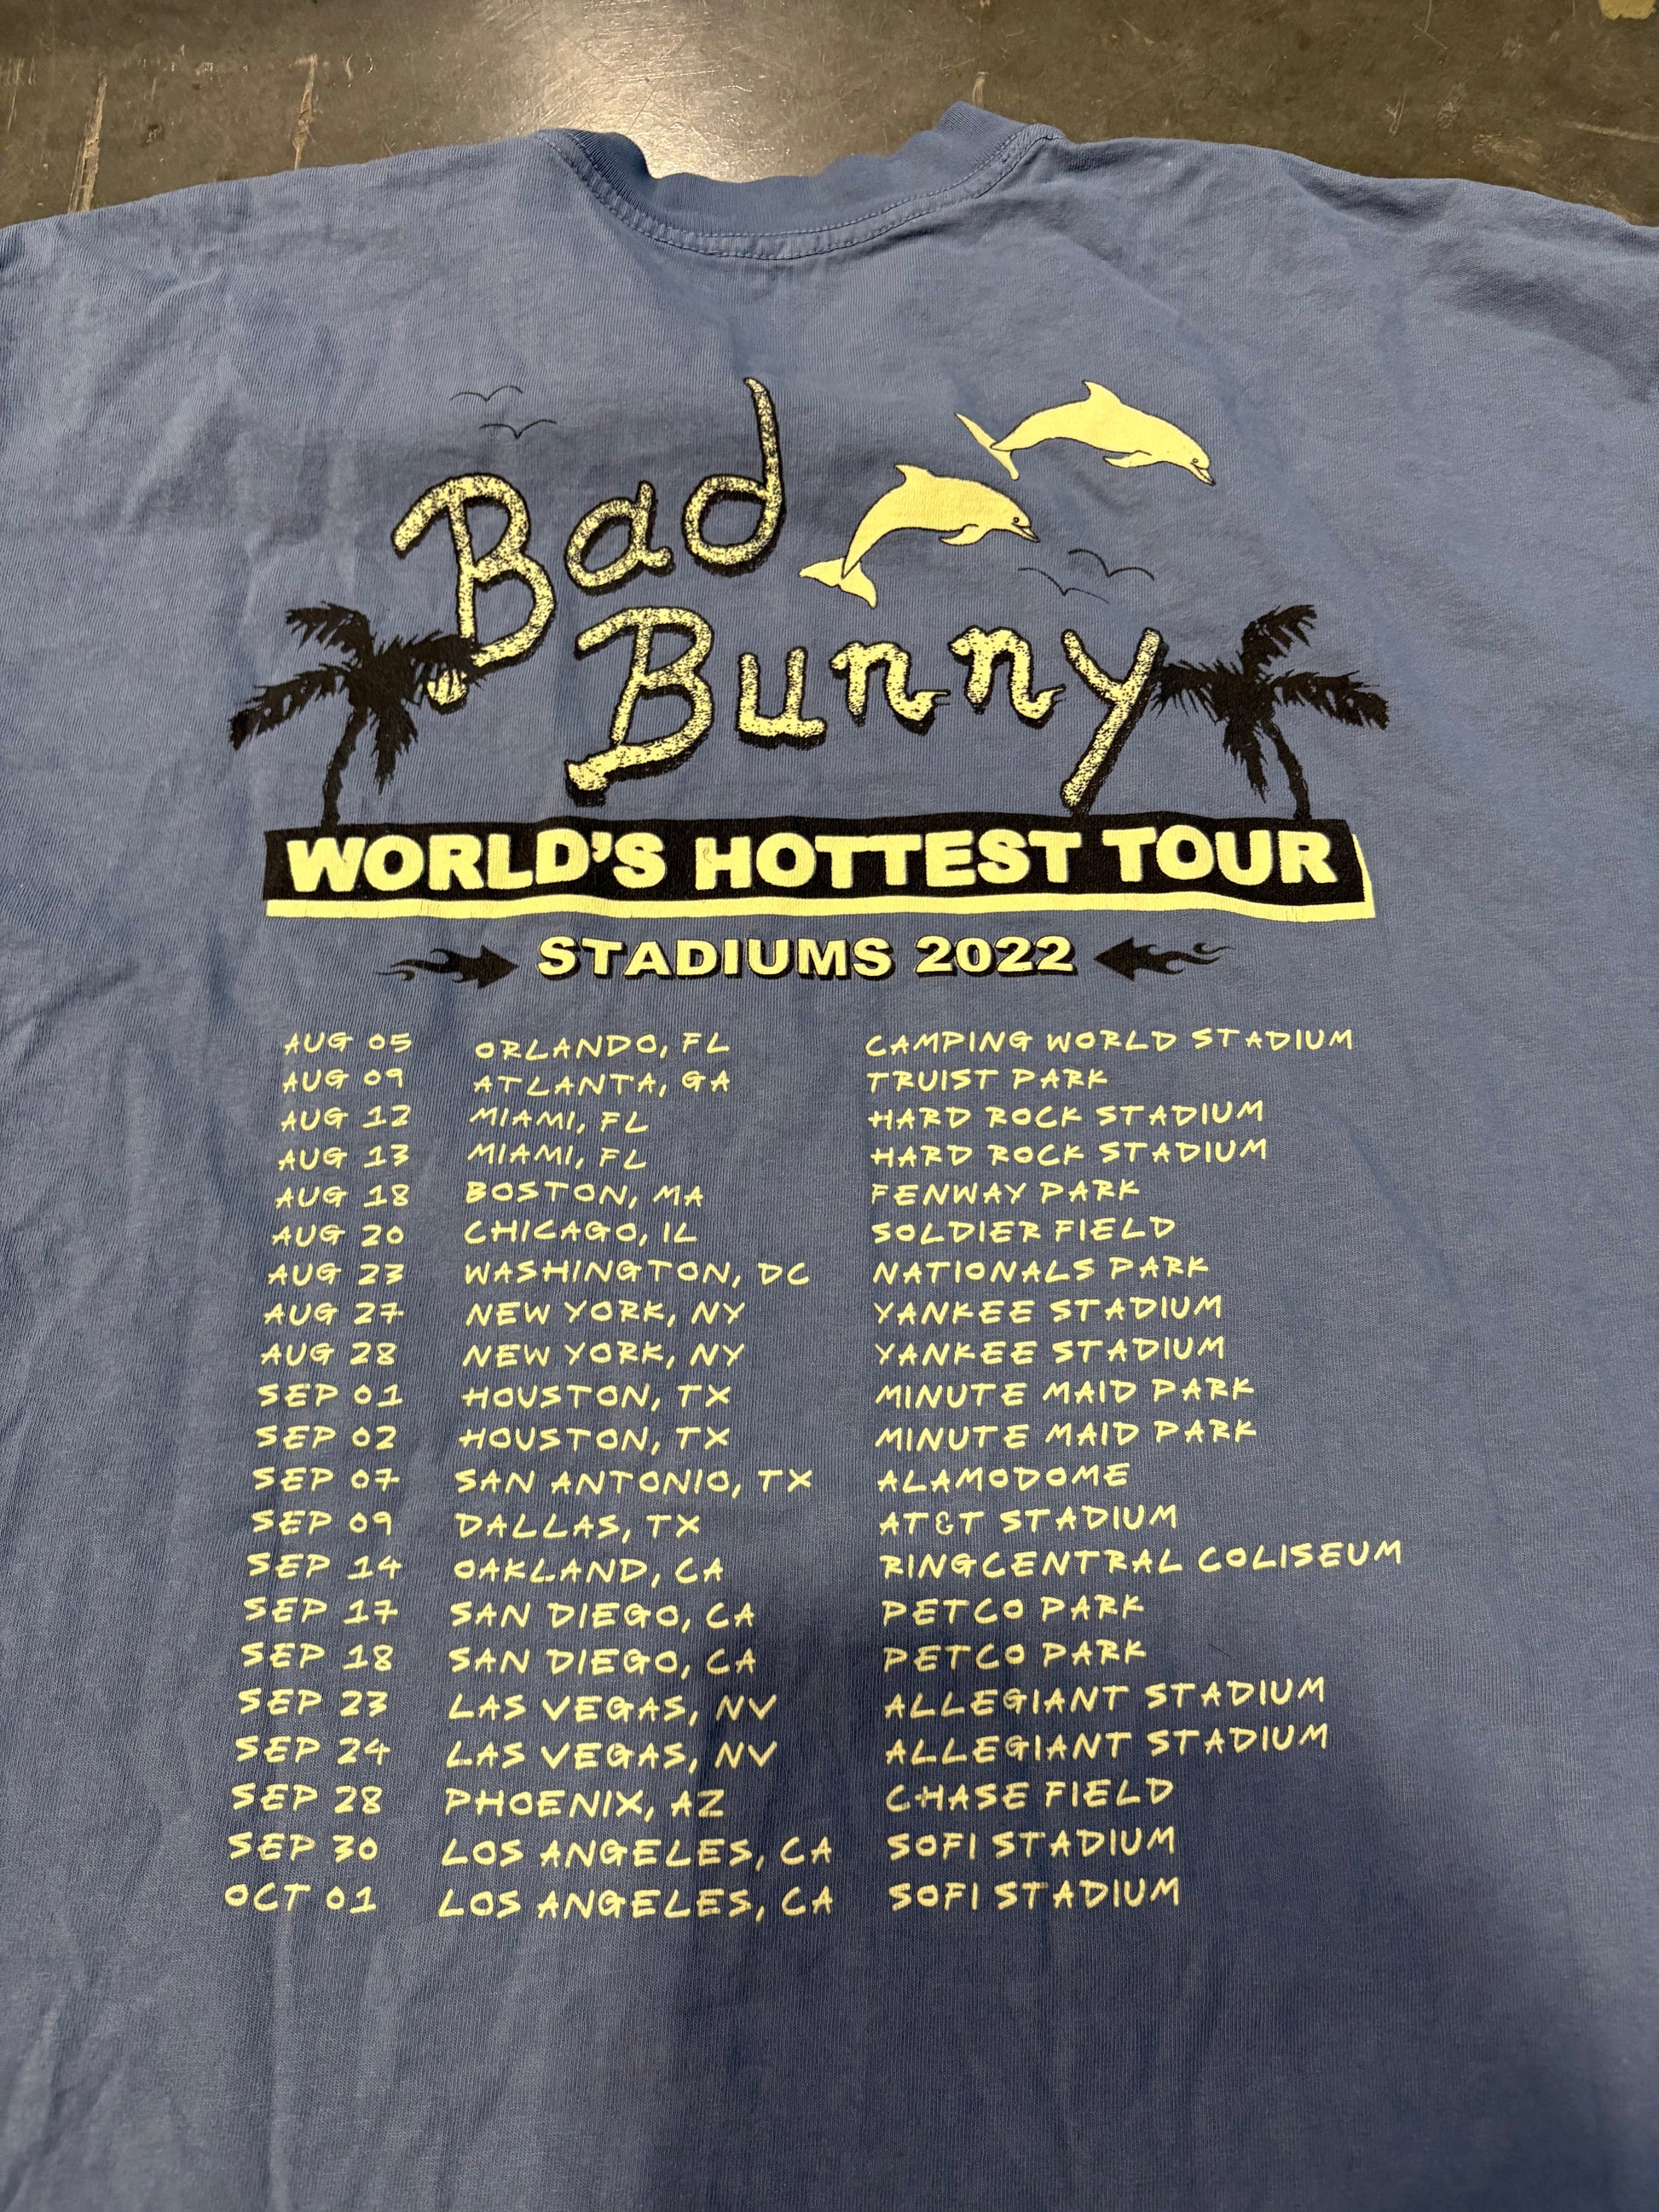 Bad
Bunny
WORLD'S HOTTEST TOUR
STADIUMS 2022
AUG 05 ORLANDO, FL CAMPING WORLD STADIUM
AUG 09 ATLANTA, GA TRUIST PARK
AUG 12 MIAMI, FL HARD ROCK STADIUM
AUG 13 MIAMI, FL HARD ROCK STADIUM
AUG 18 BOSTON, MA FENWAY PARK
AUG 20 CHICAGO, IL SOLDIER FIELD
AUG 23 WASHINGTON, DC NATIONALS PARK
AUG 27 NEW YORK, NY YANKEE STADIUM
AUG 28 NEW YORK, NY YANKEE STADIUM
SEP 01 HOUSTON, TX MINUTE MAID PARK
SEP 02 HOUSTON, TX MINUTE MAID PARK
SEP 07 SAN ANTONIO, TX ALAMODOME
SEP 09 DALLAS, TX AT&T STADIUM
SEP 14 OAKLAND, CA RINGCENTRAL COLISEUM
SEP 17 SAN DIEGO, CA PETCO PARK
SEP 18 SAN DIEGO, CA PETCO PARK
SEP 23 LAS VEGAS, NV ALLEGIANT STADIUM
SEP 24 LAS VEGAS, NV ALLEGIANT STADIUM
SEP 28 PHOENIX, AZ CHASE FIELD
SEP 30 LOS ANGELES, CA SOFI STADIUM
OCT 01 LOS ANGELES, CA SOFI STADIUM